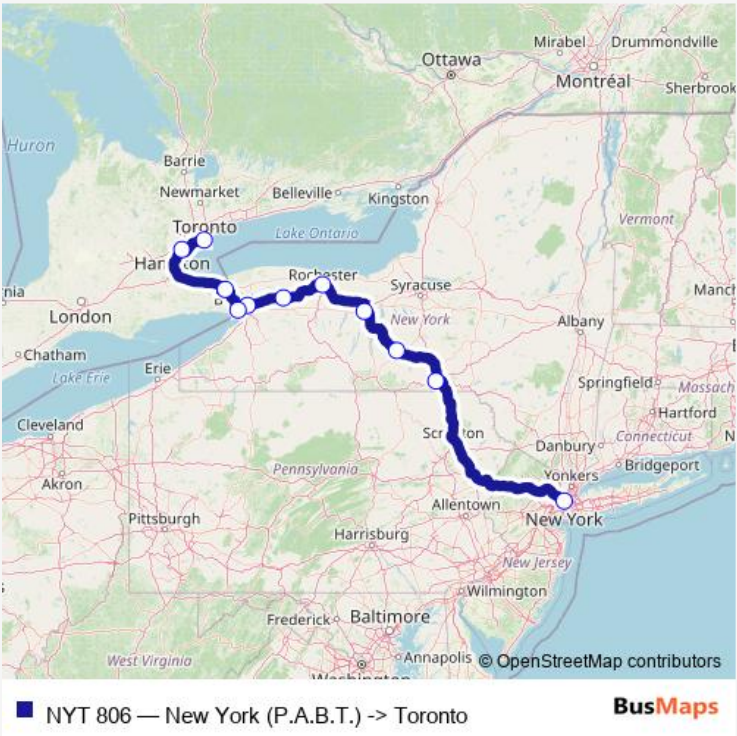 Mirabel
Drummondville
Ottawa
Montréal
Sherbrook
Huron
Barrie
Newmarket
Belleville
Kingston
Vermont
Toronto
Lake Ontario
Rochester
Syracuse
Manch
London
New York
Albany
Chatham
Lake Erie
Erie
Springfield
Massach
Hartford
Cleveland
Danbury
Connecticut
Akron
Pennsylvania
Yonkers
Bridgeport
Allentown
Pittsburgh
New York
Harrisburg
New Jersey
Wilmington
Frederick
Baltimore
West Virginia
Annapolis
© OpenStreetMap contributors
NYT 806 — New York (P.A.B.T.) -> Toronto
BusMaps